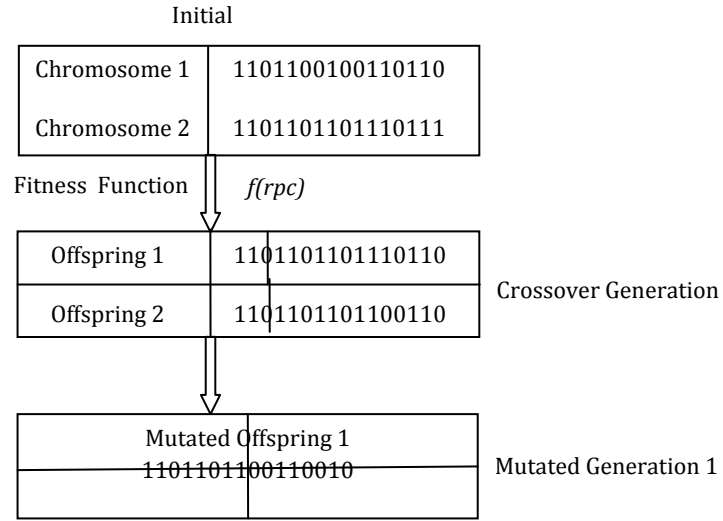 Initial
Chromosome 1 1101100100110110
Chromosome 2 1101101101110111
Fitness Function f(rpc)
Offspring 1 1101101101110110
Crossover Generation
Offspring 2 1101101101100110
Mutated Offspring 1
1101101100110010
Mutated Generation 1